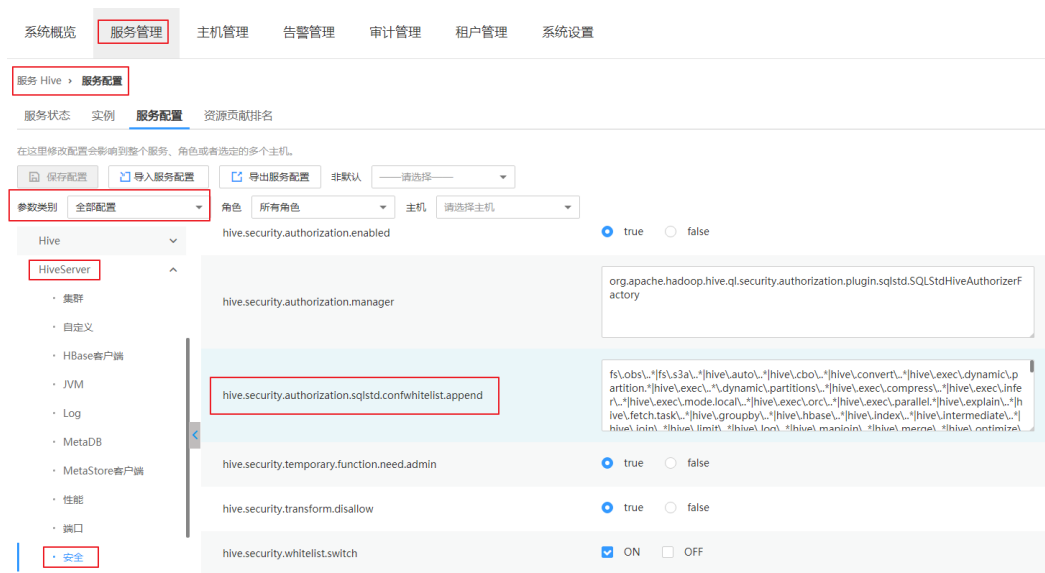 系统概览 服务管理 主机管理 告警管理 审计管理 租户管理 系统设置
服务 Hive › 服务配置
服务状态 实例 服务配置 资源贡献排名
在这里修改配置会影响到整个服务、角色或者选定的多个主机。
保存配置 导入服务配置 导出服务配置 非默认 ——请选择——
参数类别 全部配置 角色 所有角色 主机 请选择主机
Hive
HiveServer
· 集群
· 自定义
· HBase客户端
· JVM
· Log
· MetaDB
· MetaStore客户端
· 性能
· 端口
· 安全
hive.security.authorization.enabled true false
hive.security.authorization.manager
org.apache.hadoop.hive.ql.security.authorization.plugin.sqlstd.SQLStdHiveAuthorizerF
actory
hive.security.authorization.sqlstd.confwhitelist.append
fs\.obs\..*|fs\.s3a\..*|hive\.auto\..*|hive\.cbo\..*|hive\.convert\..*|hive\.exec\.dynamic\.p
artition.*|hive\.exec\..*\.dynamic\.partitions\..*|hive\.exec\.compress\..*|hive\.exec\.infe
r\..*|hive\.exec\.mode.local\..*|hive\.exec\.orc\..*|hive\.exec\.parallel.*|hive\.explain\..*|h
ive\.fetch.task\..*|hive\.groupby\..*|hive\.hbase\..*|hive\.index\..*|hive\.intermediate\..*|
hive\.join\..*|hive\.limit\..*|hive\.log\..*|hive\.mapjoin\..*|hive\.merge\..*|hive\.optimize\
hive.security.temporary.function.need.admin true false
hive.security.transform.disallow true false
hive.security.whitelist.switch ON OFF